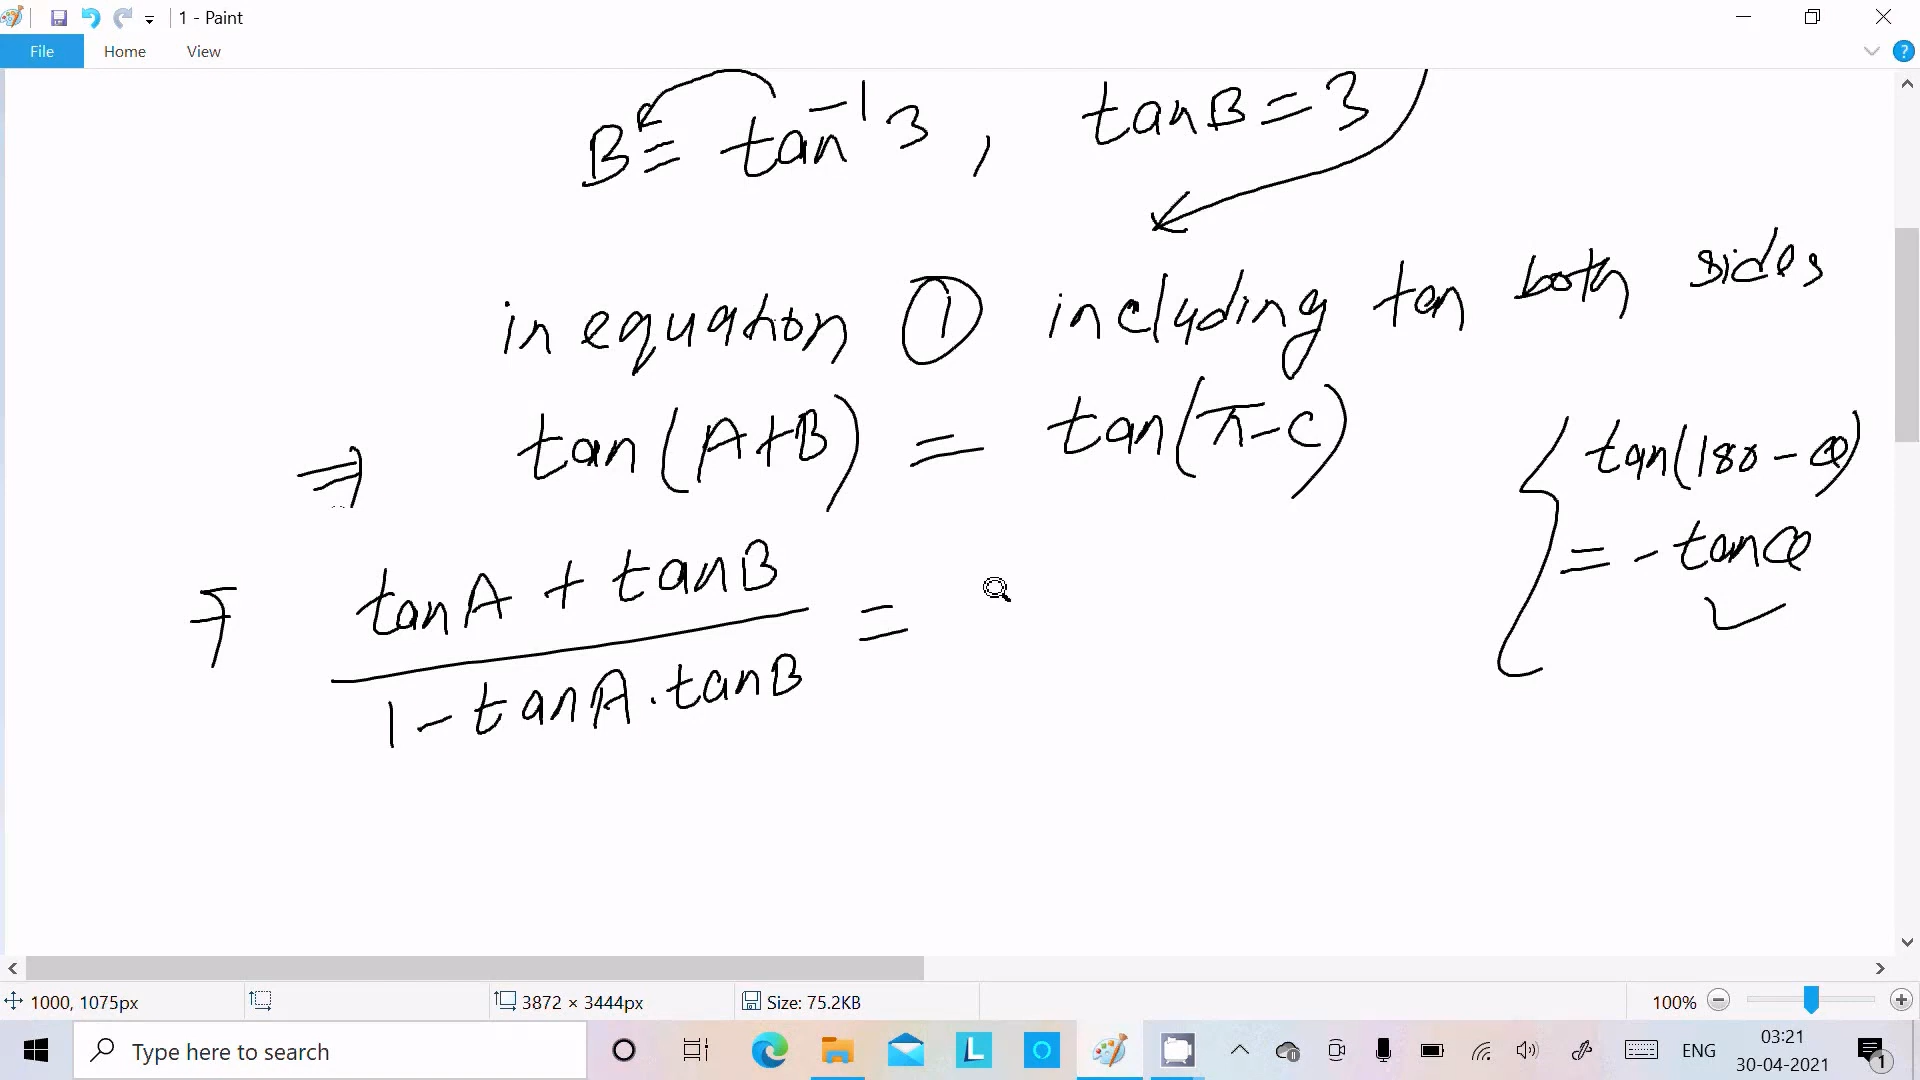 1 - Paint
File Home View
B = tan⁻¹3 , tanB = 3
in equation ① including tan both sides
⇒ tan(A+B) = tan(π-C)
tan(180-θ)
= -tanθ
tanA + tanB
⇒ ――――――― =
1 - tanA . tanB
1000, 1075px 3872 × 3444px Size: 75.2KB 100%
Type here to search ENG 03:21
30-04-2021 1